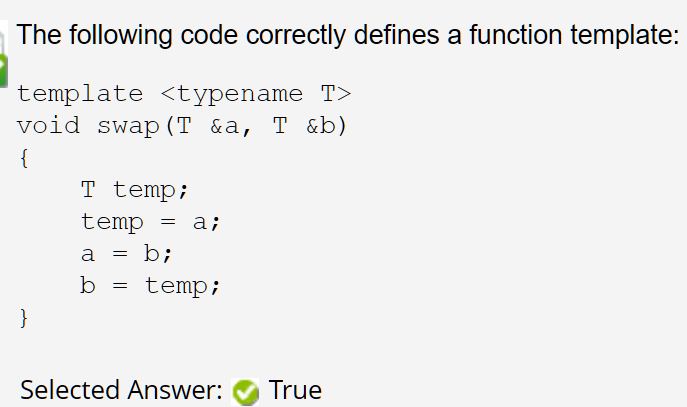 The following code correctly defines a function template:
template <typename T>
void swap(T &a, T &b)
{
T temp;
temp = a;
a = b;
b = temp;
}
Selected Answer: True